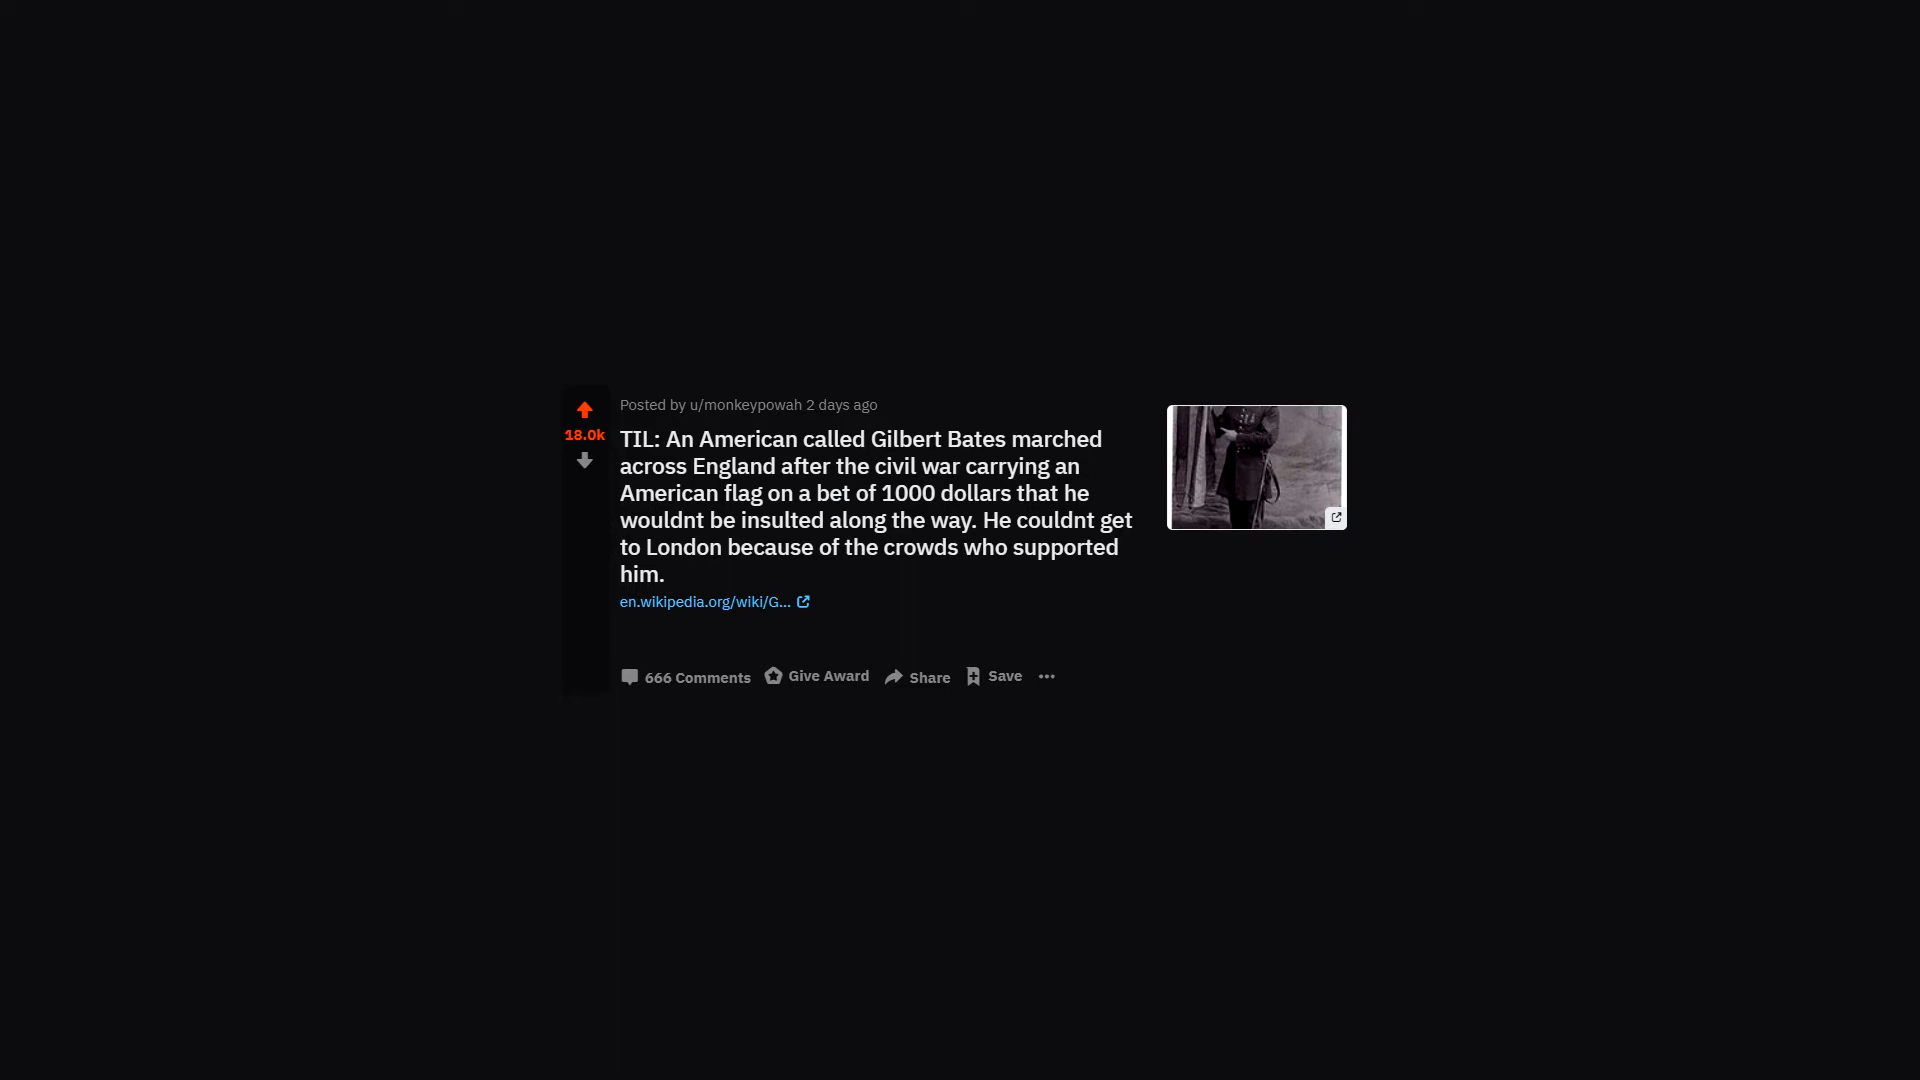 Posted by u/monkeypowah 2 days ago
18.0k
TIL: An American called Gilbert Bates marched
across England after the civil war carrying an
American flag on a bet of 1000 dollars that he
wouldnt be insulted along the way. He couldnt get
to London because of the crowds who supported
him.
en.wikipedia.org/wiki/G...
666 Comments Give Award Share Save